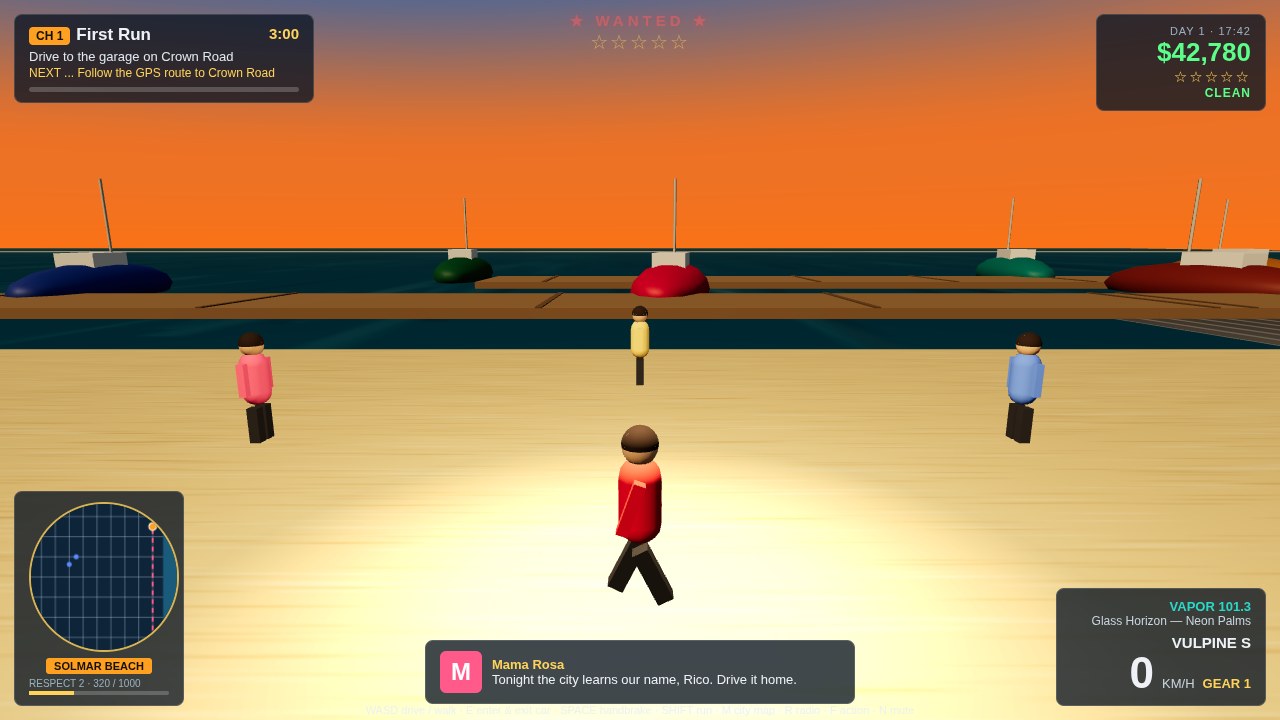 CH 1 First Run 3:00
Drive to the garage on Crown Road
NEXT ... Follow the GPS route to Crown Road
★ WANTED ★
☆☆☆☆☆
DAY 1 · 17:42
$42,780
☆☆☆☆☆
CLEAN
SOLMAR BEACH
RESPECT 2 · 320 / 1000
M
Mama Rosa
Tonight the city learns our name, Rico. Drive it home.
VAPOR 101.3
Glass Horizon — Neon Palms
VULPINE S
0 KM/H GEAR 1